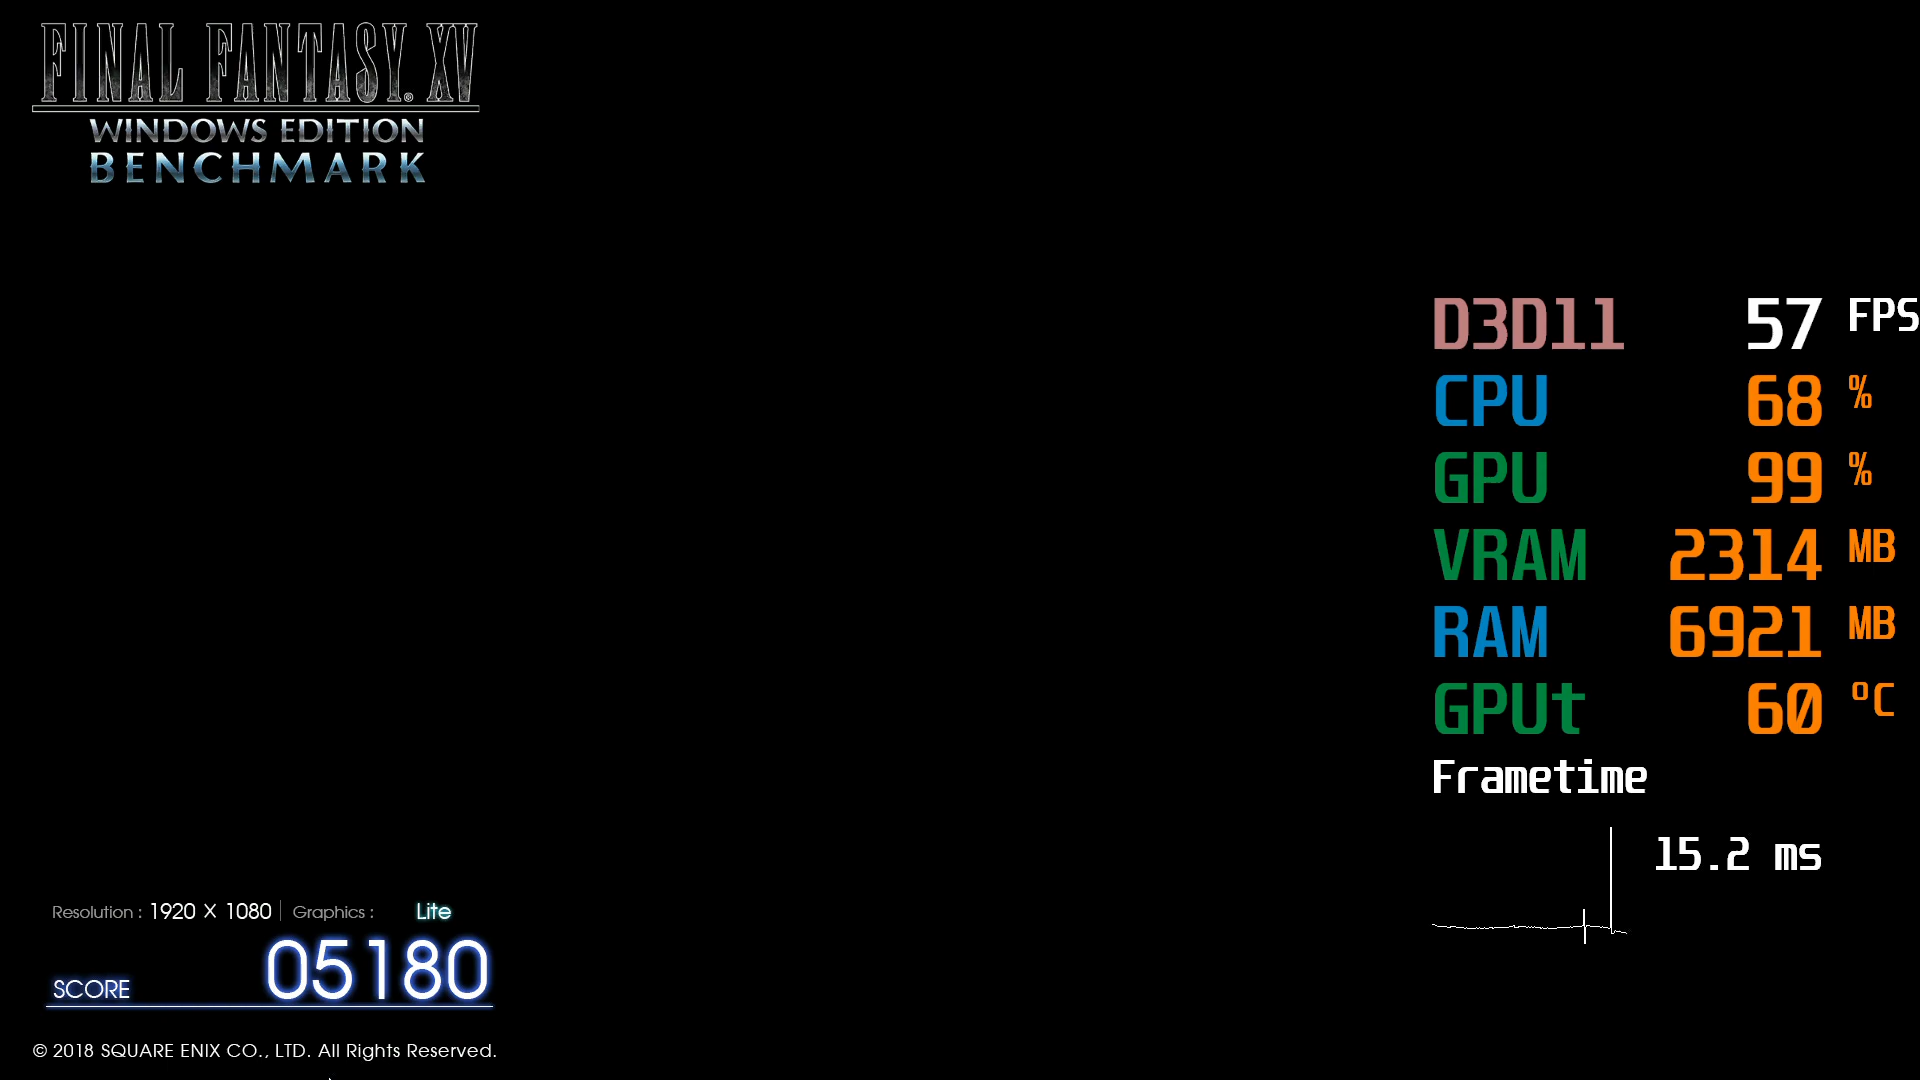 FINAL FANTASY® XV
WINDOWS EDITION
BENCHMARK
D3D11 57 FPS
CPU 68 %
GPU 99 %
VRAM 2314 MB
RAM 6921 MB
GPUt 60 °C
Frametime
15.2 ms
Resolution : 1920 X 1080 | Graphics : Lite
SCORE 05180
© 2018 SQUARE ENIX CO., LTD. All Rights Reserved.